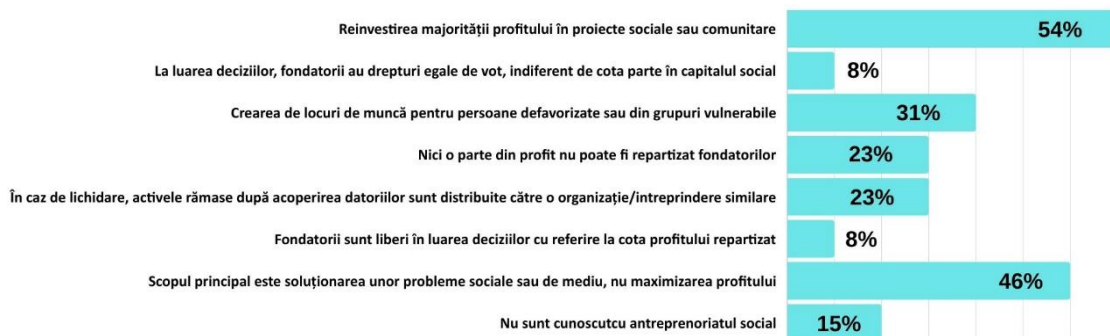 Reinvestirea majorității profitului în proiecte sociale sau comunitare
54%
La luarea deciziilor, fondatorii au drepturi egale de vot, indiferent de cota parte în capitalul social
8%
Crearea de locuri de muncă pentru persoane defavorizate sau din grupuri vulnerabile
31%
Nici o parte din profit nu poate fi repartizat fondatorilor
23%
În caz de lichidare, activele rămase după acoperirea datoriilor sunt distribuite către o organizație/intreprindere similare
23%
Fondatorii sunt liberi în luarea deciziilor cu referire la cota profitului repartizat
8%
Scopul principal este soluționarea unor probleme sociale sau de mediu, nu maximizarea profitului
46%
Nu sunt cunoscutcu antreprenoriatul social
15%